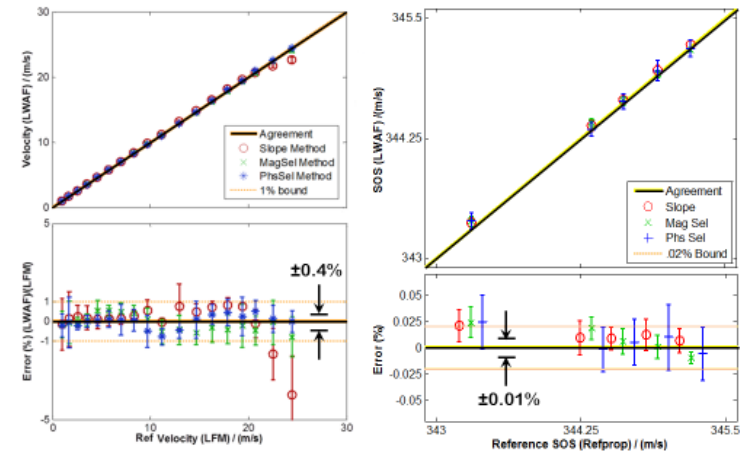 30
20
10
0
Velocity (LWAF) / (m/s)
Agreement
Slope Method
MagSel Method
PhsSel Method
1% bound
5
1
0
-1
-5
Error (%) (LWAF)/(LFM)
±0.4%
0
10
20
30
Ref Velocity (LFM) / (m/s)
345.5
344.25
343
SOS (LWAF) /(m/s)
Agreement
Slope
Mag Sel
Phs Sel
.02% Bound
0.05
0.025
0
-0.025
-0.05
Error (%)
±0.01%
343
344.25
345.5
Reference SOS (Refprop) / (m/s)